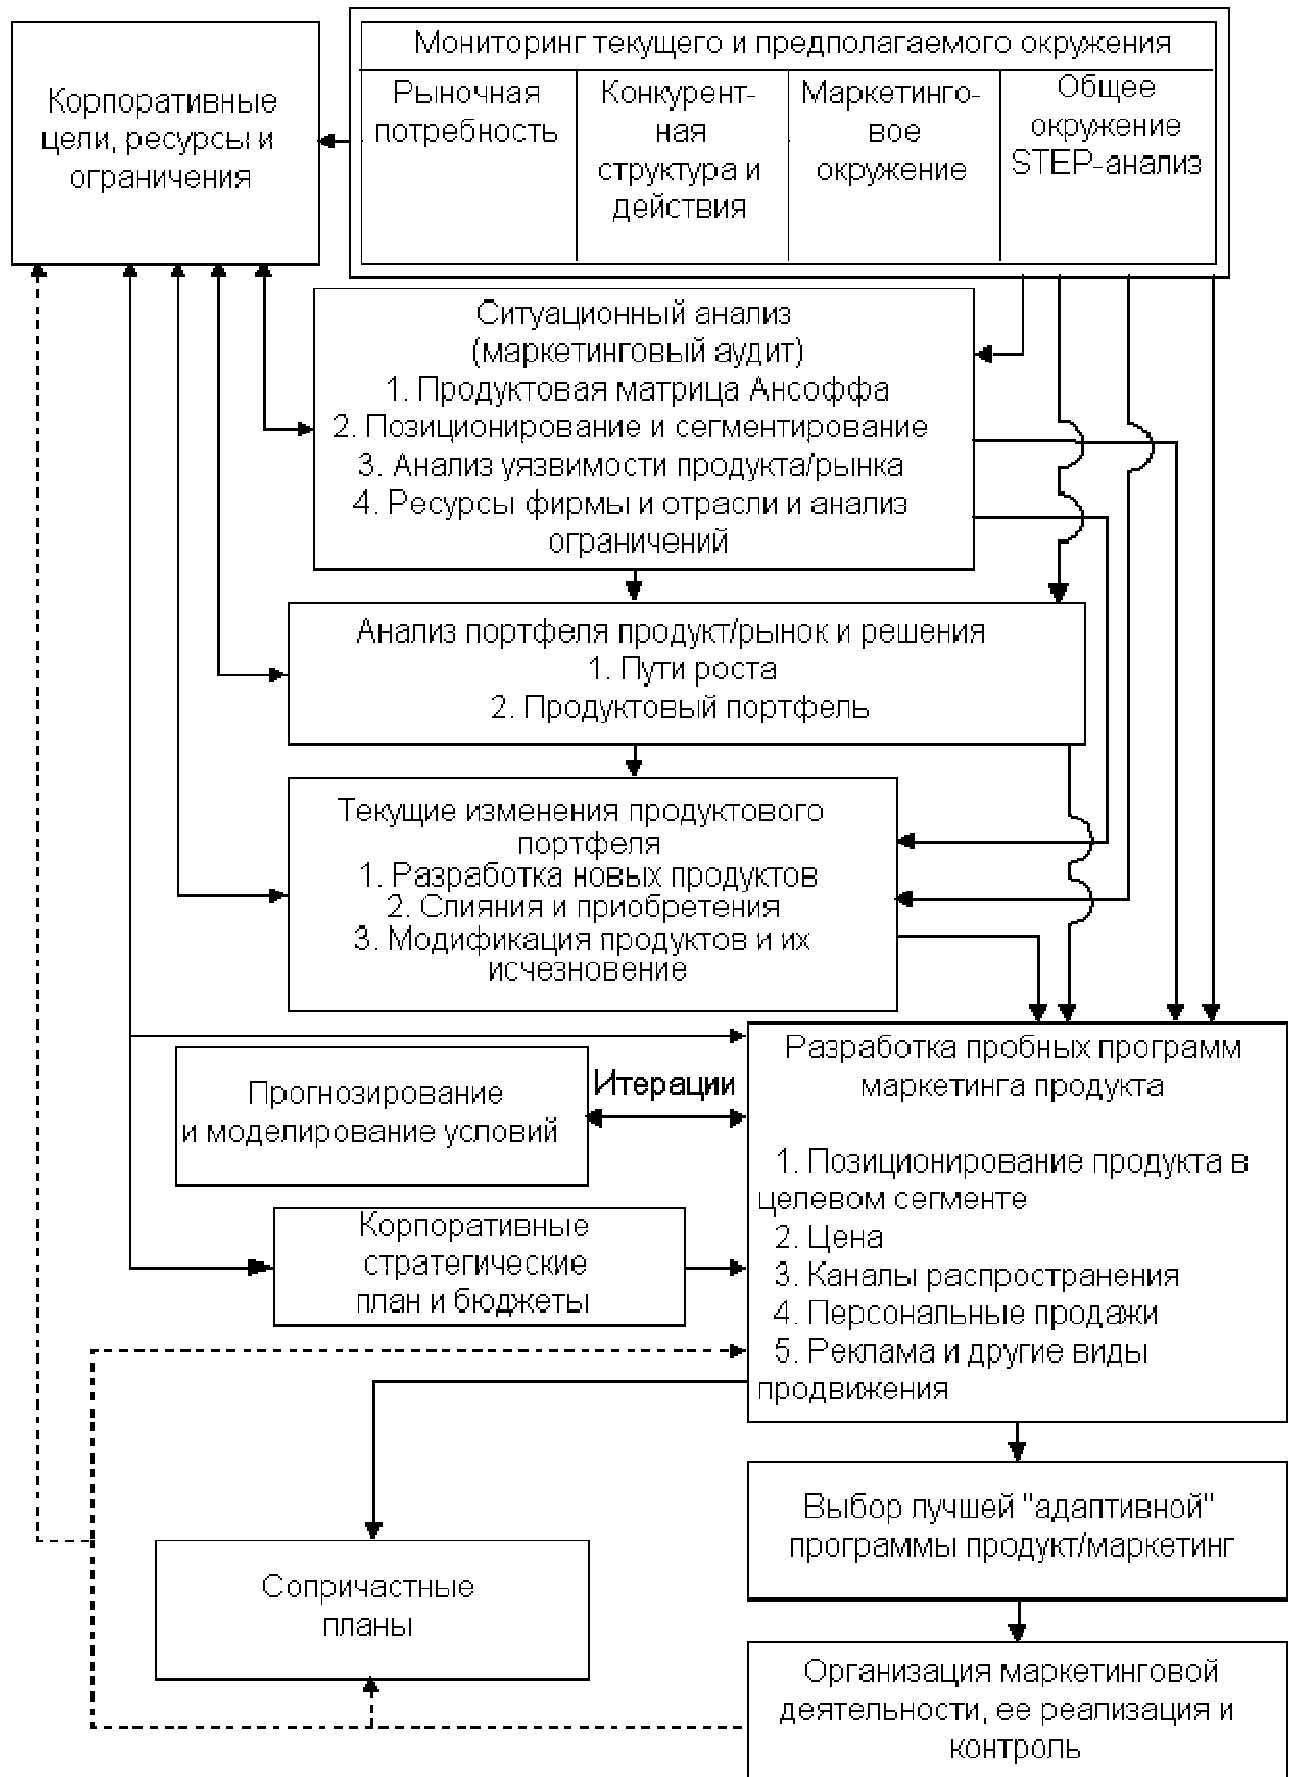 Мониторинг текущего и предполагаемого окружения
Корпоративные
цели, ресурсы и
ограничения
Рыночная
потребность
Конкурент-
ная
структура и
действия
Маркетинго-
вое
окружение
Общее
окружение
STEP-анализ
Ситуационный анализ
(маркетинговый аудит)
1. Продуктовая матрица Ансоффа
2. Позиционирование и сегментирование
3. Анализ уязвимости продукта/рынка
4. Ресурсы фирмы и отрасли и анализ
ограничений
Анализ портфеля продукт/рынок и решения
1. Пути роста
2. Продуктовый портфель
Текущие изменения продуктового
портфеля
1. Разработка новых продуктов
2. Слияния и приобретения
3. Модификация продуктов и их
исчезновение
Разработка пробных программ
маркетинга продукта
1. Позиционирование продукта в
целевом сегменте
2. Цена
3. Каналы распространения
4. Персональные продажи
5. Реклама и другие виды
продвижения
Итерации
Прогнозирование
и моделирование условий
Корпоративные
стратегические
план и бюджеты
Выбор лучшей "адаптивной"
программы продукт/маркетинг
Сопричастные
планы
Организация маркетинговой
деятельности, ее реализация и
контроль